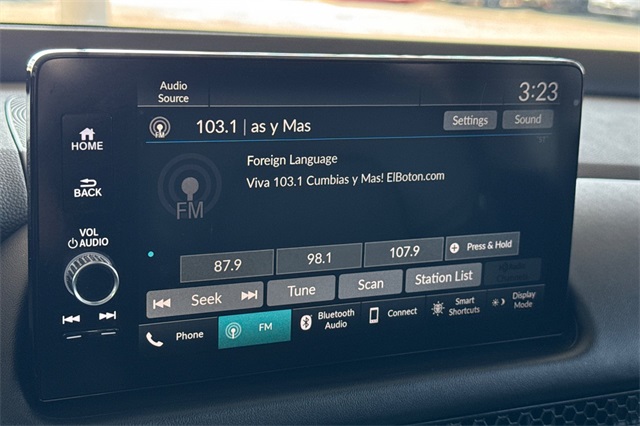 Audio
Source
3:23
HOME
FM
103.1 | as y Mas
Settings
Sound
Foreign Language
Viva 103.1 Cumbias y Mas! ElBoton.com
FM
BACK
VOL
AUDIO
87.9
98.1
107.9
+ Press & Hold
Seek
Tune
Scan
Station List
Phone
FM
Bluetooth
Audio
Connect
Smart
Shortcuts
Display
Mode